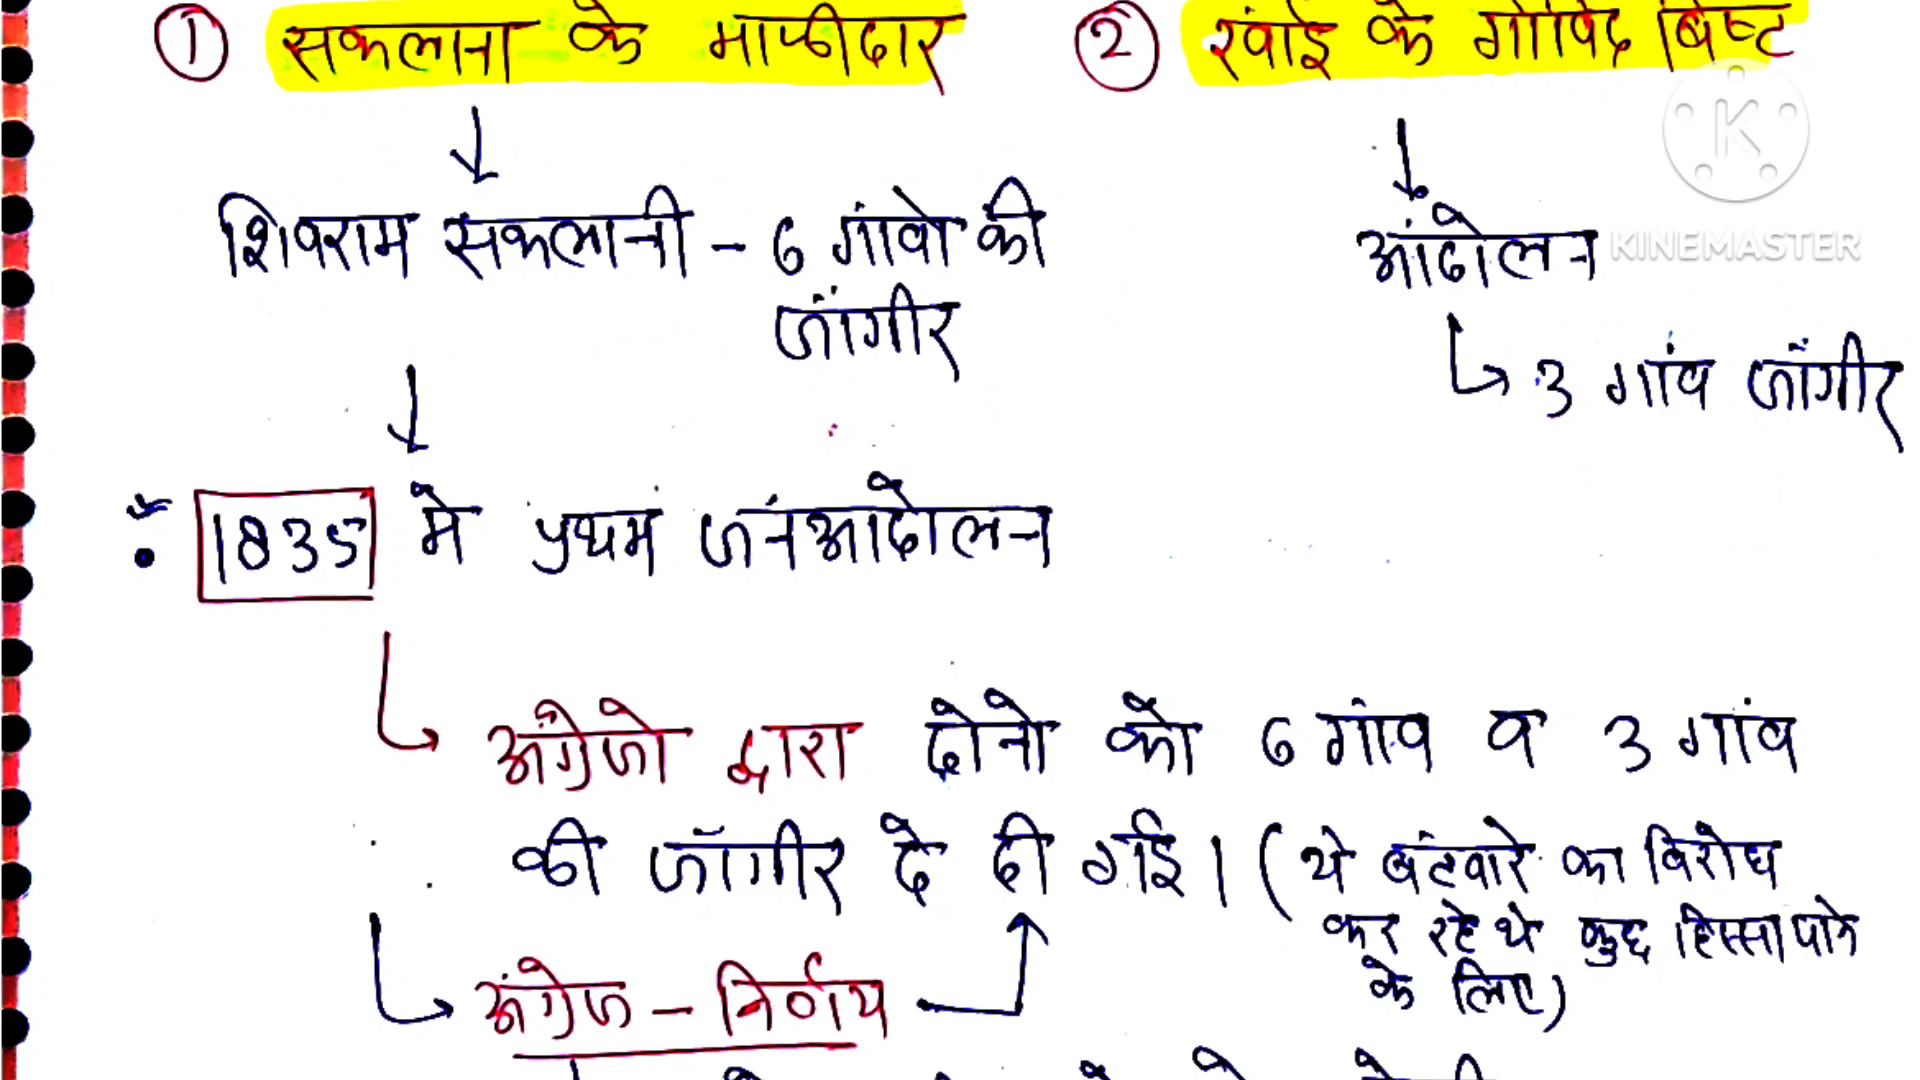 ① सकलाना के माफीदार
② रंवाई के गोविंद बिष्ट
शिवराम सकलानी - 6 गांवो की
जांगीर
आंदोलन
3 गांव जांगीर
KINEMASTER
1835 में प्रथम जनआंदोलन
अंग्रेजो द्वारा दोनो को 6 गांव व 3 गांव
की जॉगीर दे दी गई। (ये बंटवारे का विरोध
कर रहे थे कुछ हिस्सा पाने
के लिए)
अंग्रेज - निर्णय